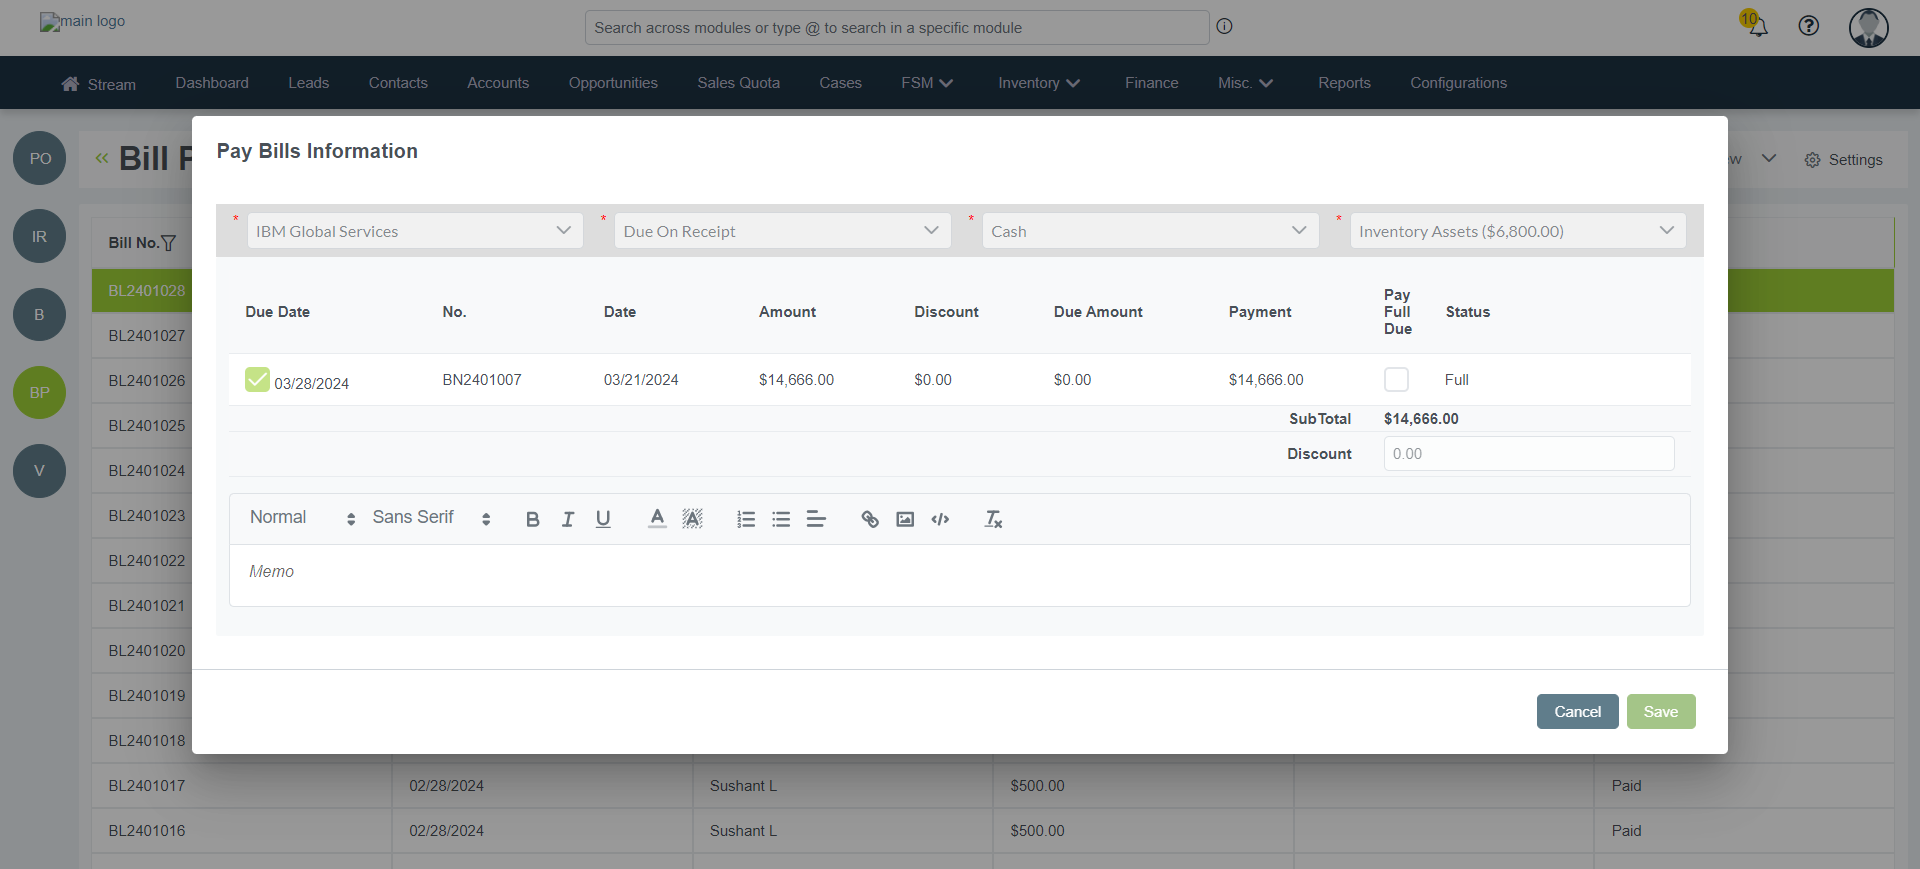 main logo
Search across modules or type @ to search in a specific module
10
Stream Dashboard Leads Contacts Accounts Opportunities Sales Quota Cases FSM Inventory Finance Misc. Reports Configurations
PO
IR
B
BP
V
« Bill
Settings
Pay Bills Information
* IBM Global Services * Due On Receipt * Cash * Inventory Assets ($6,800.00)
Due Date No. Date Amount Discount Due Amount Payment Pay Full Due Status
03/28/2024 BN2401007 03/21/2024 $14,666.00 $0.00 $0.00 $14,666.00 Full
SubTotal $14,666.00
Discount 0.00
Normal Sans Serif
Memo
Cancel Save
Bill No.
BL2401028
BL2401027
BL2401026
BL2401025
BL2401024
BL2401023
BL2401022
BL2401021
BL2401020
BL2401019
BL2401018
BL2401017 02/28/2024 Sushant L $500.00 Paid
BL2401016 02/28/2024 Sushant L $500.00 Paid